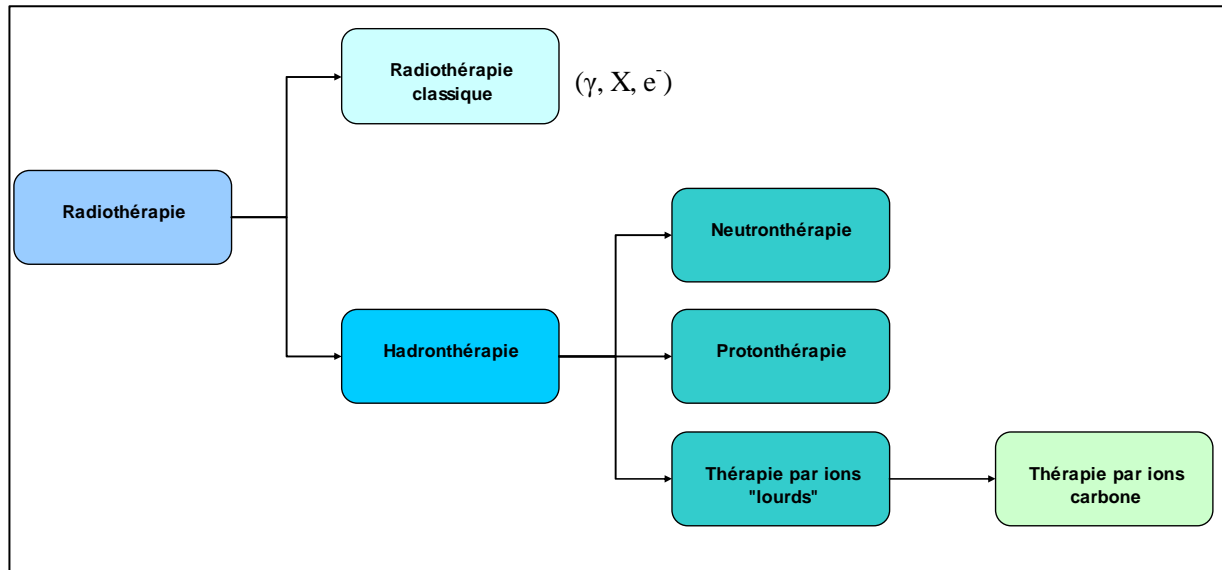 Radiothérapie
classique
(γ, X, e⁻)
Radiothérapie
Neutronthérapie
Hadronthérapie
Protonthérapie
Thérapie par ions
"lourds"
Thérapie par ions
carbone